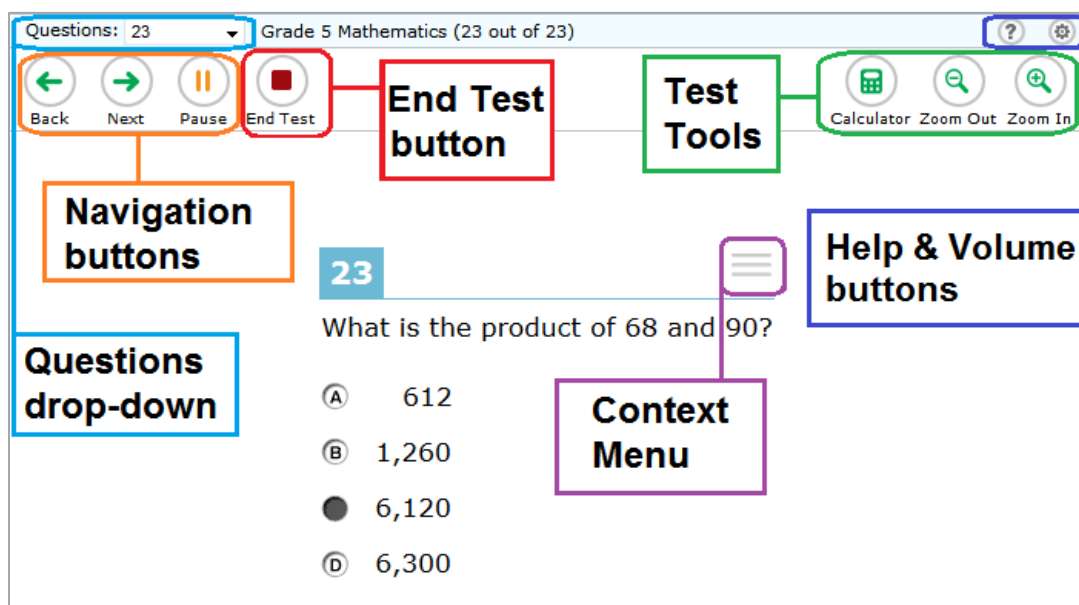 Questions: 23 Grade 5 Mathematics (23 out of 23)
?
Back Next Pause End Test
End Test
button
Test
Tools
Calculator Zoom Out Zoom In
Navigation
buttons
Help & Volume
buttons
23
What is the product of 68 and 90?
Questions
drop-down
Context
Menu
A 612
B 1,260
6,120
D 6,300